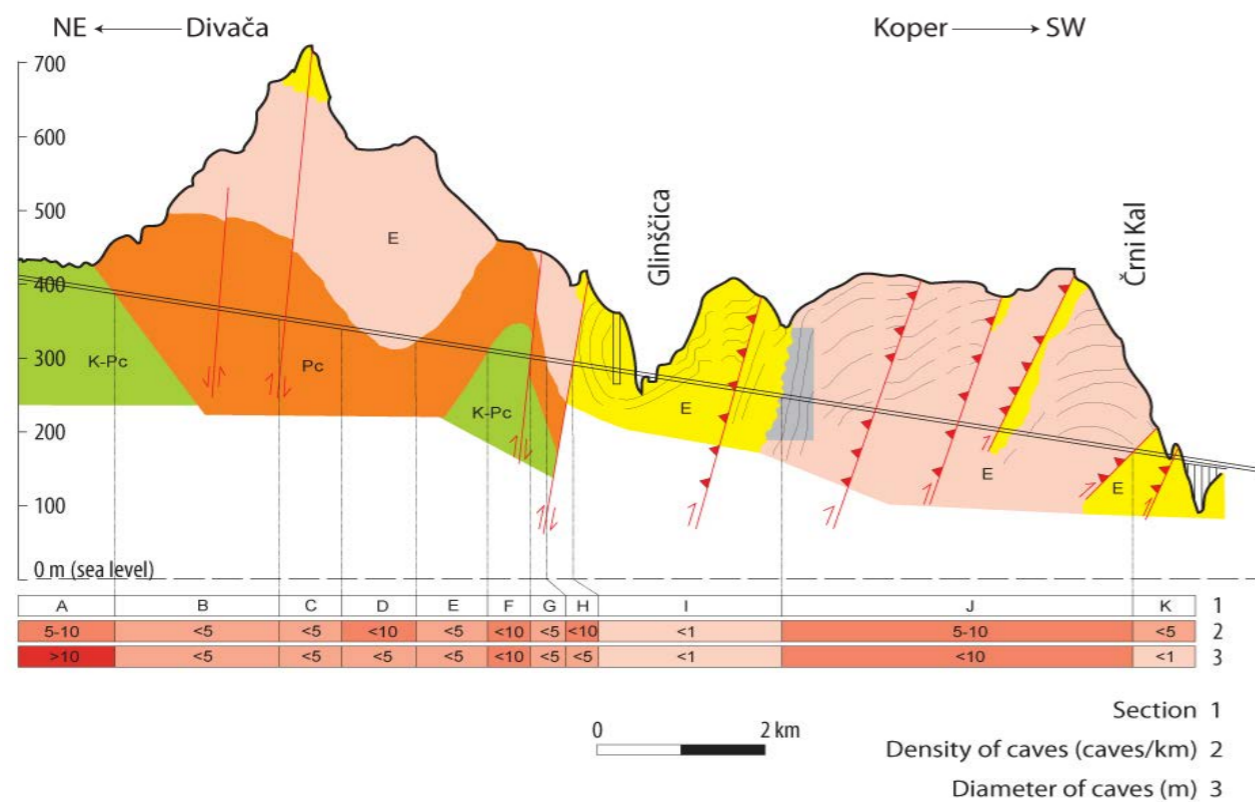 NE Divača
Koper SW
700
600
500
400
300
200
100
0 m (sea level)
E
Glinščica
Črni Kal
K-Pc
Pc
K-Pc
E
E
E
A B C D E F G H I J K 1
5-10 <5 <5 <10 <5 <10 <5 <10 <1 5-10 <5 2
>10 <5 <5 <5 <5 <10 <5 <5 <1 <10 <1 3
0 2 km
Section 1
Density of caves (caves/km) 2
Diameter of caves (m) 3